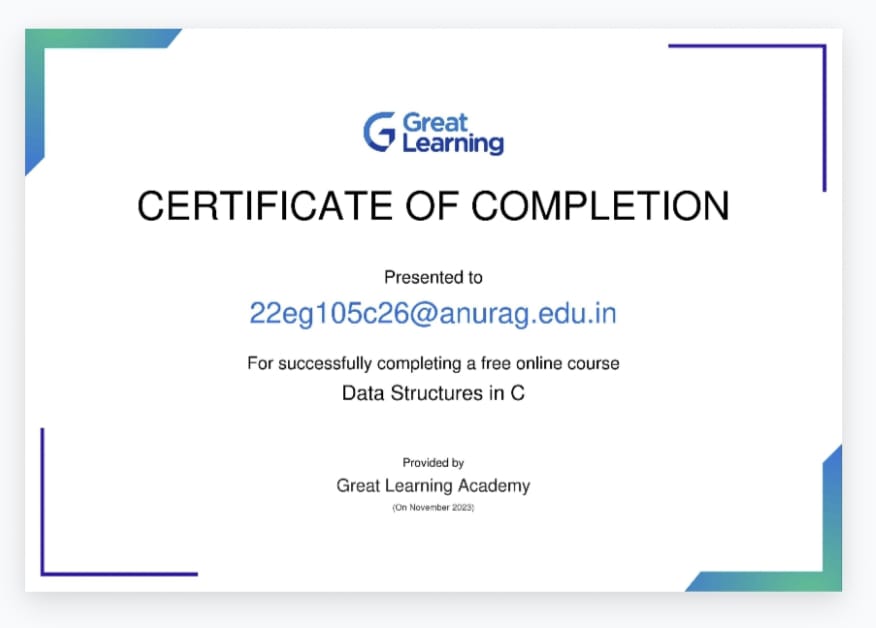 Great
Learning
CERTIFICATE OF COMPLETION
Presented to
22eg105c26@anurag.edu.in
For successfully completing a free online course
Data Structures in C
Provided by
Great Learning Academy
(On November 2023)